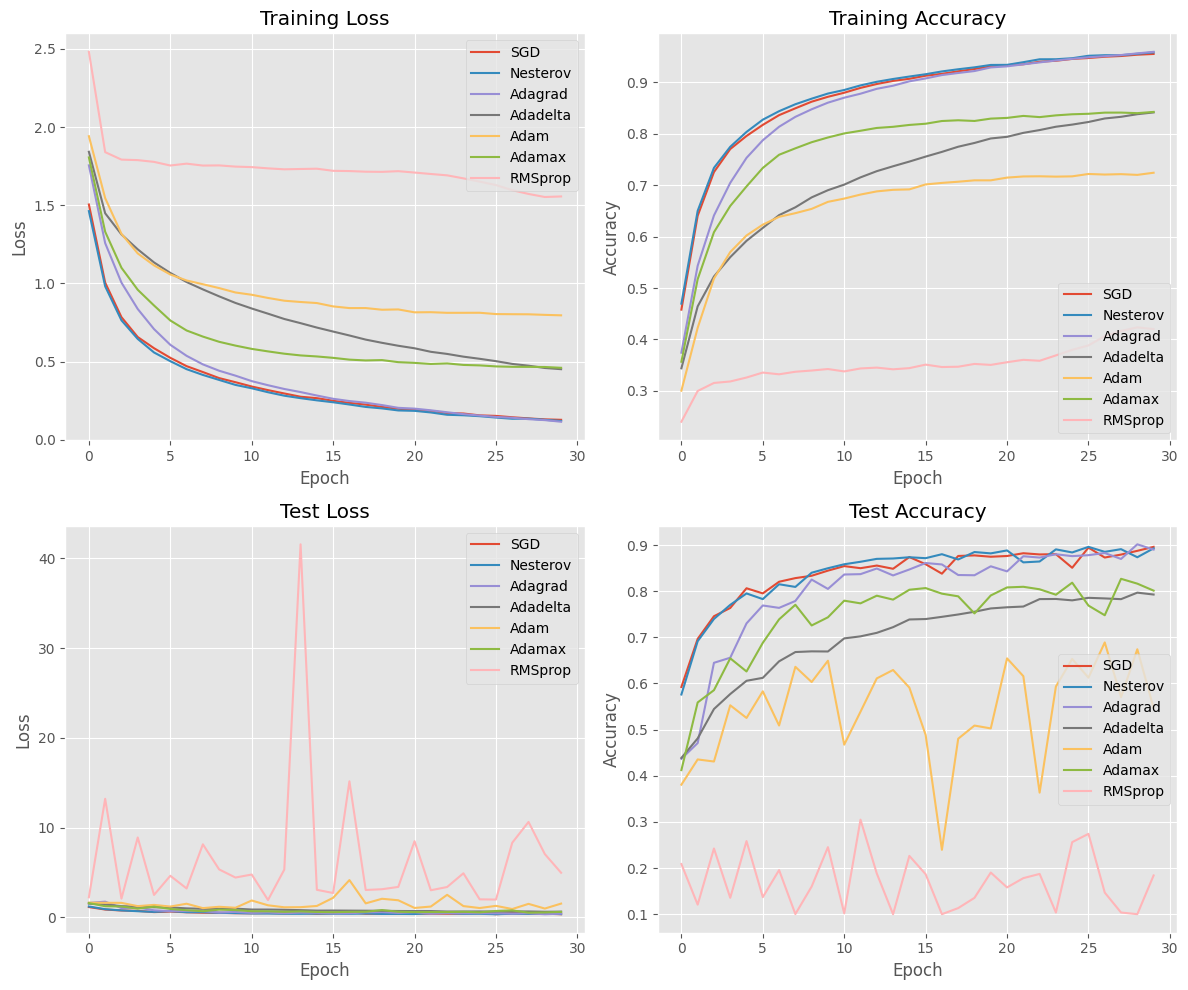 Training Loss
Loss
2.5
2.0
1.5
1.0
0.5
0.0
0 5 10 15 20 25 30
Epoch
SGD
Nesterov
Adagrad
Adadelta
Adam
Adamax
RMSprop
Training Accuracy
Accuracy
0.9
0.8
0.7
0.6
0.5
0.4
0.3
0 5 10 15 20 25 30
Epoch
SGD
Nesterov
Adagrad
Adadelta
Adam
Adamax
RMSprop
Test Loss
Loss
40
30
20
10
0
0 5 10 15 20 25 30
Epoch
SGD
Nesterov
Adagrad
Adadelta
Adam
Adamax
RMSprop
Test Accuracy
Accuracy
0.9
0.8
0.7
0.6
0.5
0.4
0.3
0.2
0.1
0 5 10 15 20 25 30
Epoch
SGD
Nesterov
Adagrad
Adadelta
Adam
Adamax
RMSprop